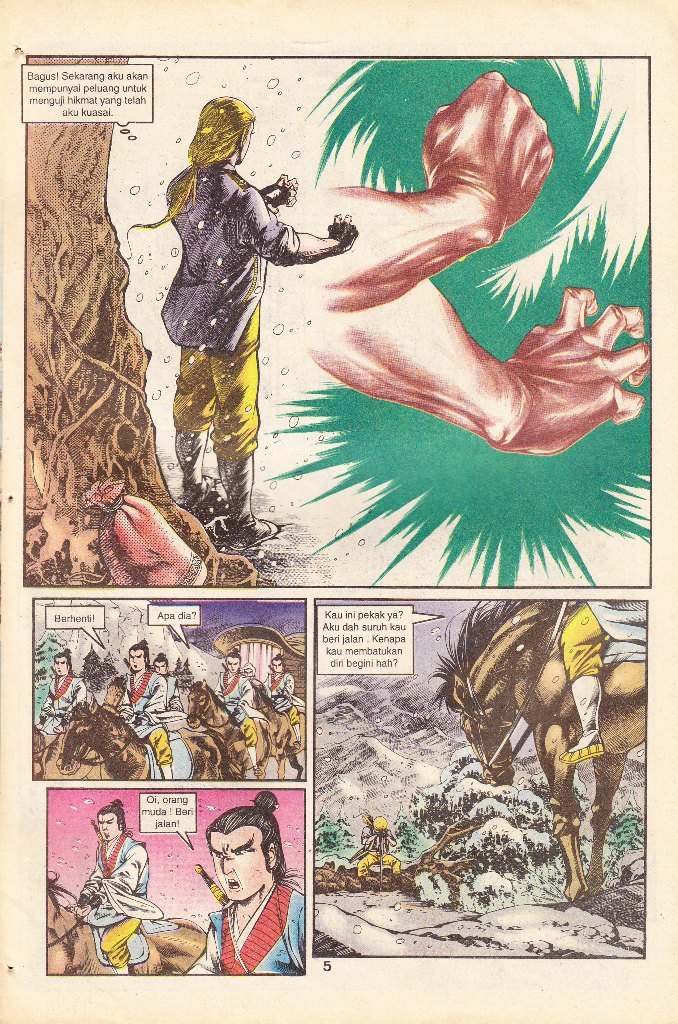 Bagus! Sekarang aku akan
mempunyai peluang untuk
menguji hikmat yang telah
aku kuasai.
Berhenti!
Apa dia?
Oi, orang
muda ! Beri
jalan!
Kau ini pekak ya?
Aku dah suruh kau
beri jalan . Kenapa
kau membatukan
diri begini hah?
5